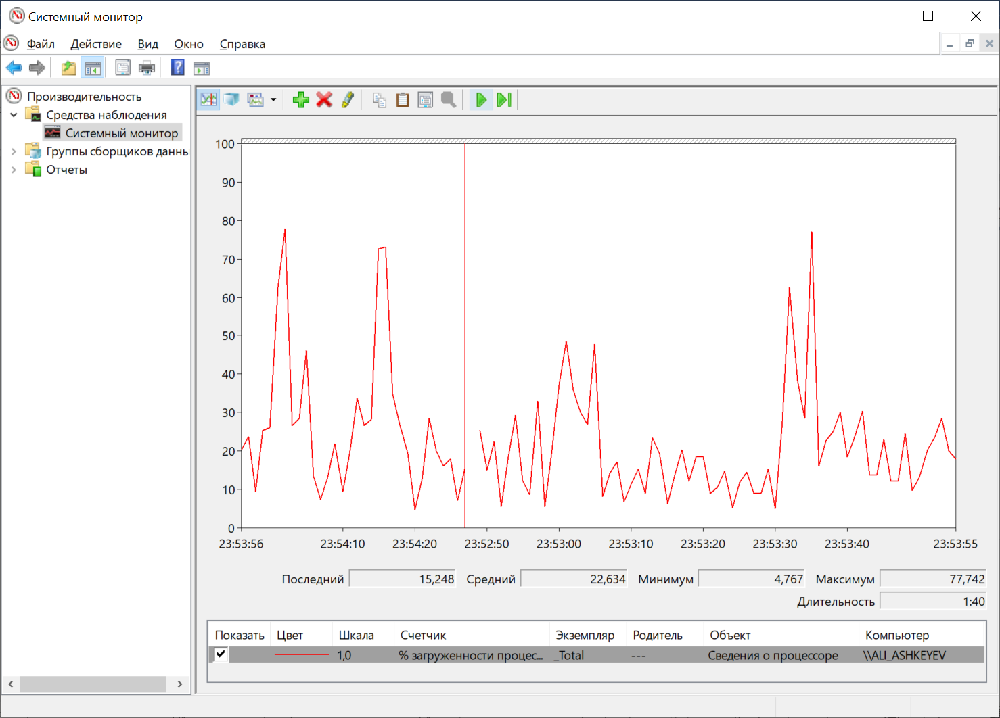 Системный монитор
Файл Действие Вид Окно Справка
Производительность
Средства наблюдения
Системный монитор
Группы сборщиков данны
Отчеты
100
90
80
70
60
50
40
30
20
10
0
23:53:56 23:54:10 23:54:20 23:52:50 23:53:00 23:53:10 23:53:20 23:53:30 23:53:40 23:53:55
Последний 15,248 Средний 22,634 Минимум 4,767 Максимум 77,742
Длительность 1:40
Показать Цвет Шкала Счетчик Экземпляр Родитель Объект Компьютер
1,0 % загруженности процес... _Total --- Сведения о процессоре \\ALI_ASHKEYEV